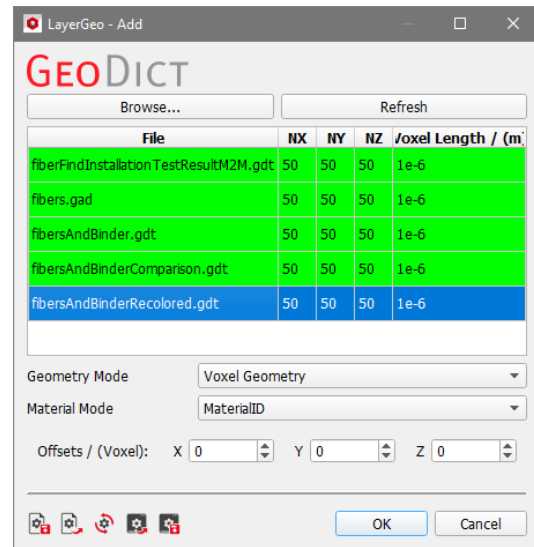 LayerGeo - Add
GEODICT
Browse... Refresh
File NX NY NZ Voxel Length / (m)
fiberFindInstallationTestResultM2M.gdt 50 50 50 1e-6
fibers.gad 50 50 50 1e-6
fibersAndBinder.gdt 50 50 50 1e-6
fibersAndBinderComparison.gdt 50 50 50 1e-6
fibersAndBinderRecolored.gdt 50 50 50 1e-6
Geometry Mode Voxel Geometry
Material Mode MaterialID
Offsets / (Voxel): X 0 Y 0 Z 0
OK Cancel